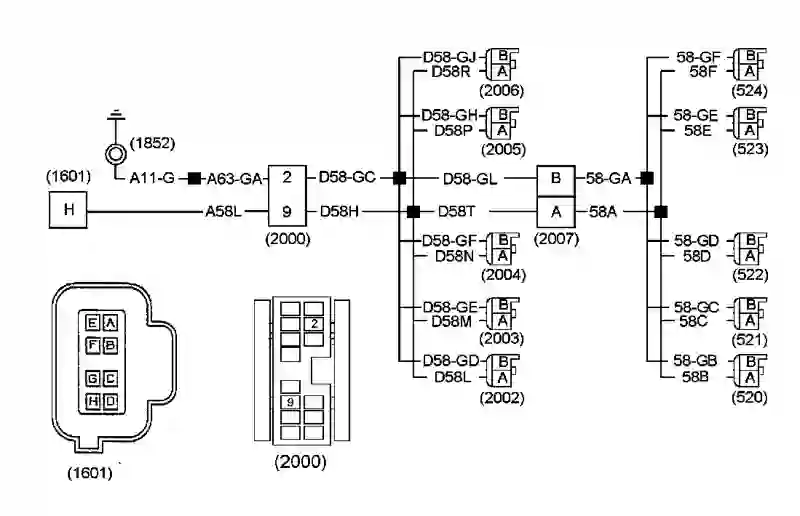 D58-GJ B 58-GF B
D58R A 58F A
(2006) (524)
D58-GH B 58-GE B
D58P A 58E A
(1852) (2005) (523)
(1601) A11-G A63-GA 2 D58-GC D58-GL B 58-GA
H A58L 9 D58H D58T A 58A
(2000) (2007)
D58-GF B 58-GD B
D58N A 58D A
(2004) (522)
D58-GE B 58-GC B
D58M A 58C A
(2003) (521)
D58-GD B 58-GB B
D58L A 58B A
(2002) (520)
E A
F B
G C
H D
(1601)
2
9
(2000)